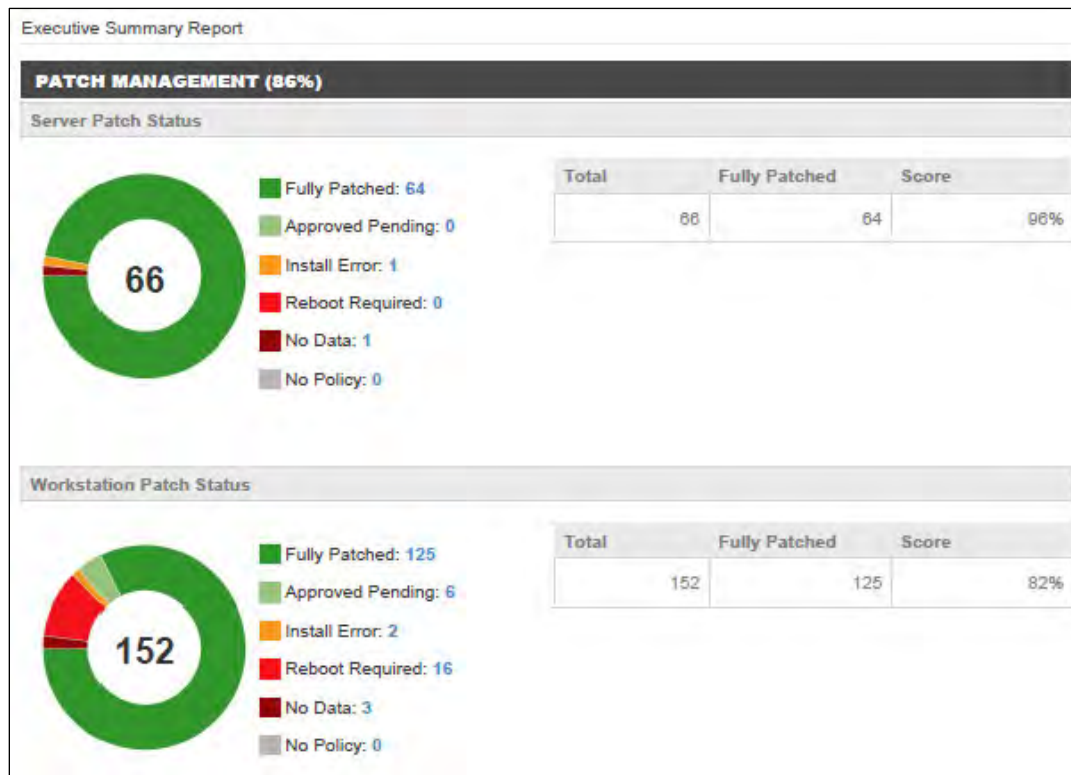 Executive Summary Report
PATCH MANAGEMENT (86%)
Server Patch Status
66
Fully Patched: 64
Approved Pending: 0
Install Error: 1
Reboot Required: 0
No Data: 1
No Policy: 0
Total Fully Patched Score
66 64 96%
Workstation Patch Status
152
Fully Patched: 125
Approved Pending: 6
Install Error: 2
Reboot Required: 16
No Data: 3
No Policy: 0
Total Fully Patched Score
152 125 82%